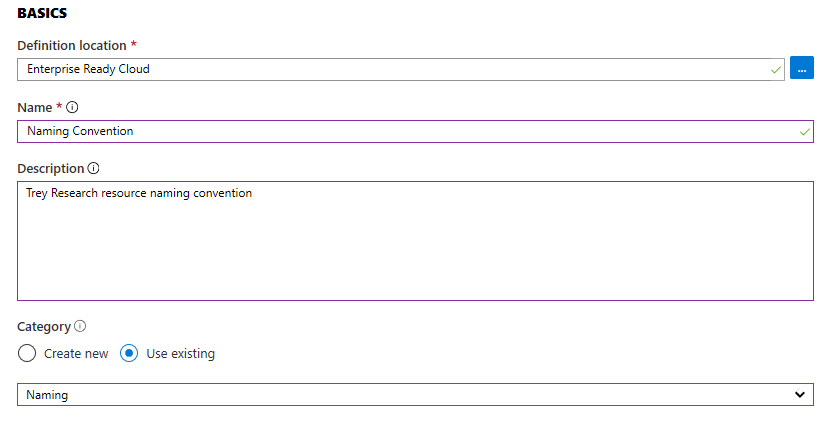 BASICS
Definition location *
Enterprise Ready Cloud
...
Name *
Naming Convention
Description
Trey Research resource naming convention
Category
Create new Use existing
Naming